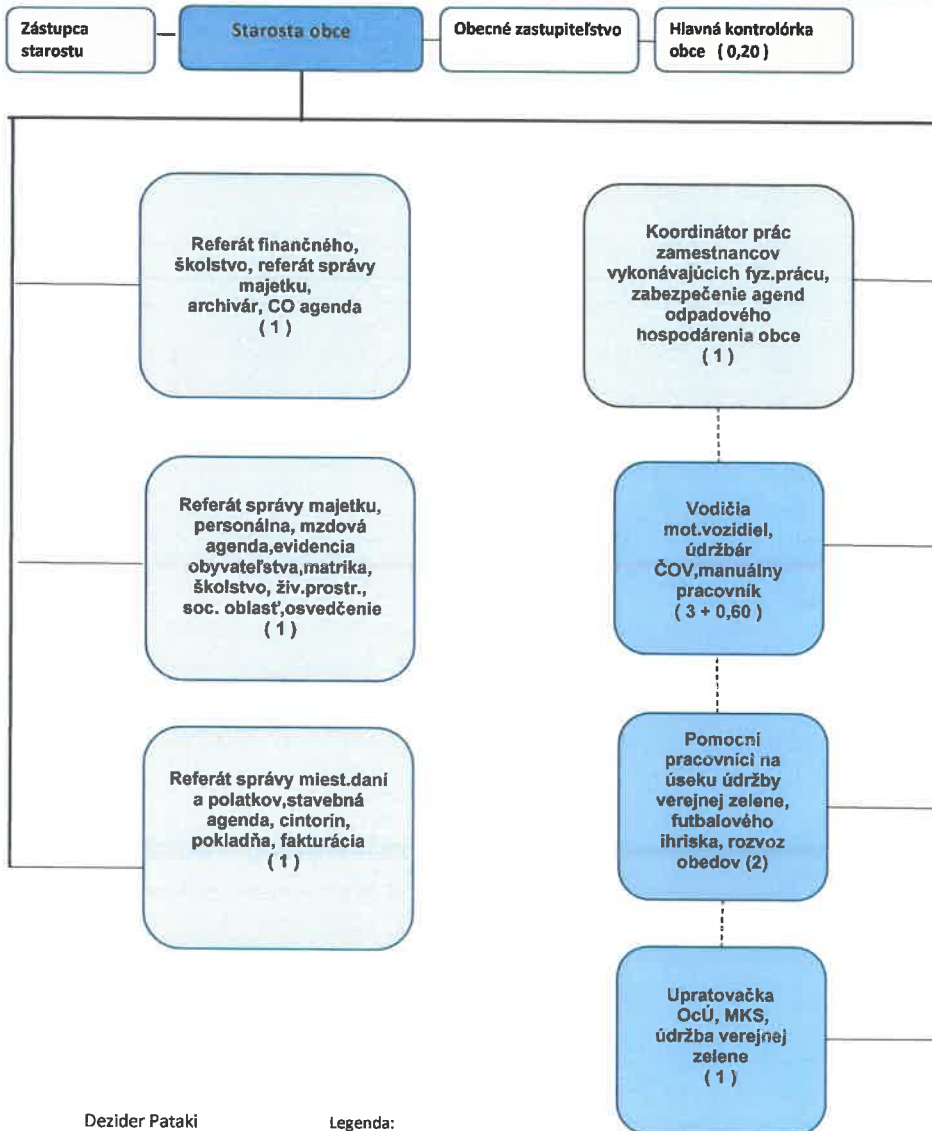 Zástupca
starostu
Starosta obce
Obecné zastupiteľstvo
Hlavná kontrolórka
obce ( 0,20 )
Referát finančného,
školstvo, referát správy
majetku,
archivár, CO agenda
( 1 )
Referát správy majetku,
personálna, mzdová
agenda,evidencia
obyvateľstva,matrika,
školstvo, živ.prostr.,
soc. oblasť,osvedčenie
( 1 )
Referát správy miest.daní
a polatkov,stavebná
agenda, cintorín,
pokladňa, fakturácia
( 1 )
Koordinátor prác
zamestnancov
vykonávajúcich fyz.prácu,
zabezpečenie agend
odpadového
hospodárenia obce
( 1 )
Vodičia
mot.vozidiel,
údržbár
ČOV,manuálny
pracovník
( 3 + 0,60 )
Pomocní
pracovníci na
úseku údržby
verejnej zelene,
futbalového
ihriska, rozvoz
obedov (2)
Upratovačka
OcÚ, MKS,
údržba verejnej
zelene
( 1 )
Dezider Pataki
Legenda: